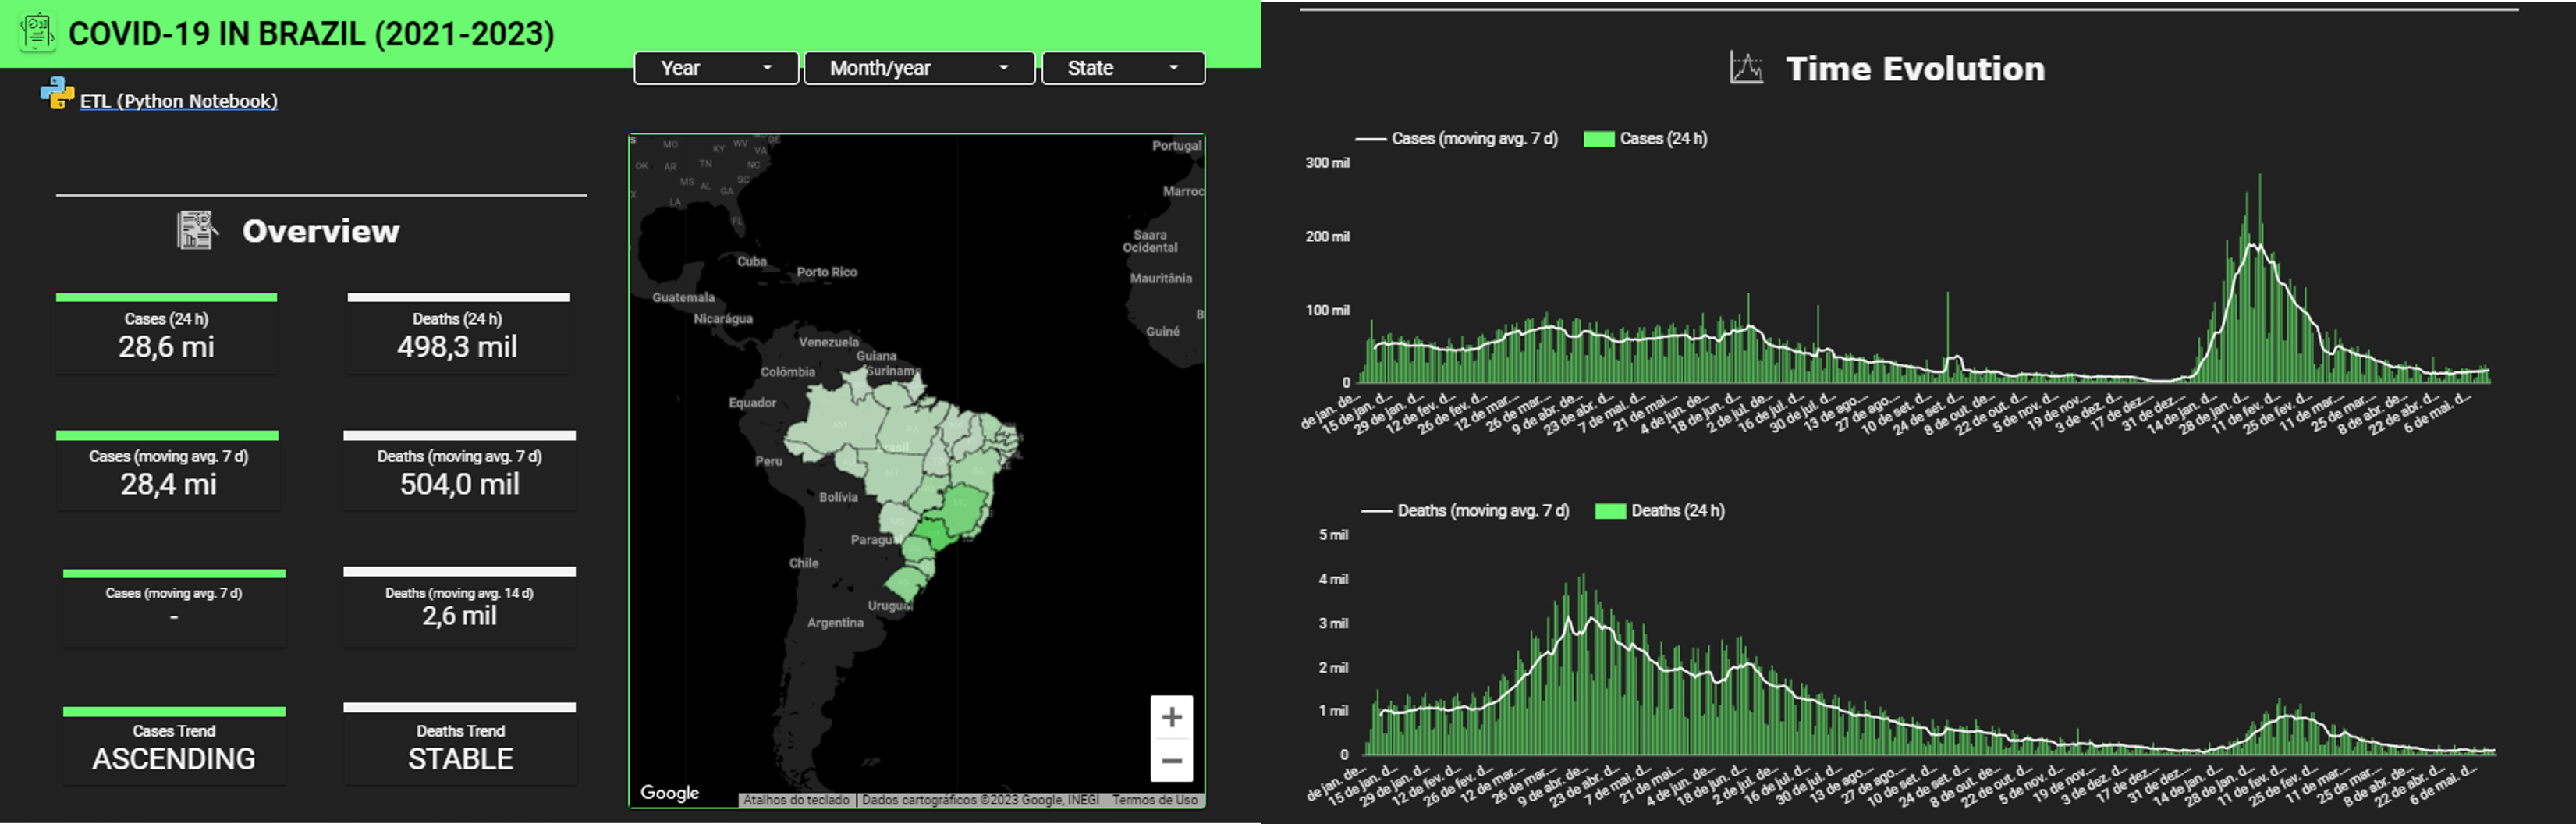 COVID-19 IN BRAZIL (2021-2023)
Year
Month/year
State
ETL (Python Notebook)
Overview
Cases (24 h)
28,6 mi
Deaths (24 h)
498,3 mil
Cases (moving avg. 7 d)
28,4 mi
Deaths (moving avg. 7 d)
504,0 mil
Cases (moving avg. 7 d)
-
Deaths (moving avg. 14 d)
2,6 mil
Cases Trend
ASCENDING
Deaths Trend
STABLE
MO
KY
WV
DE
VA
OK
AR
TN
NC
MS
AL
GA
SC
LA
FL
Portugal
Marroc
Saara
Ocidental
Mauritânia
Guiné
Cuba
Porto Rico
Guatemala
Nicarágua
Venezuela
Guiana
Suriname
Colômbia
Equador
Peru
Bolívia
Paragua
Chile
Uruguai
Argentina
+
−
Google
Atalhos do teclado
Dados cartográficos ©2023 Google, INEGI
Termos de Uso
Time Evolution
Cases (moving avg. 7 d)
Cases (24 h)
300 mil
200 mil
100 mil
0
de jan. de...
15 de jan. d...
29 de jan. d...
12 de fev. d...
26 de fev. d...
12 de mar....
26 de mar....
9 de abr. de...
23 de abr. d...
7 de mai. d...
21 de mai....
4 de jun. de...
18 de jun. d...
2 de jul. de...
16 de jul. d...
30 de jul. d...
13 de ago....
27 de ago....
10 de set. d...
24 de set. d...
8 de out. de...
22 de out. d...
5 de nov. d...
19 de nov....
3 de dez. d...
17 de dez....
31 de dez....
14 de jan. d...
28 de jan. d...
11 de fev. d...
25 de fev. d...
11 de mar....
25 de mar....
8 de abr. de...
22 de abr. d...
6 de mai. d...
Deaths (moving avg. 7 d)
Deaths (24 h)
5 mil
4 mil
3 mil
2 mil
1 mil
0
de jan. de...
15 de jan. d...
29 de jan. d...
12 de fev. d...
26 de fev. d...
12 de mar....
26 de mar....
9 de abr. de...
23 de abr. d...
7 de mai. d...
21 de mai....
4 de jun. de...
18 de jun. d...
2 de jul. de...
16 de jul. d...
30 de jul. d...
13 de ago....
27 de ago....
10 de set. d...
24 de set. d...
8 de out. de...
22 de out. d...
5 de nov. d...
19 de nov....
3 de dez. d...
17 de dez....
31 de dez....
14 de jan. d...
28 de jan. d...
11 de fev. d...
25 de fev. d...
11 de mar....
25 de mar....
8 de abr. de...
22 de abr. d...
6 de mai. d...